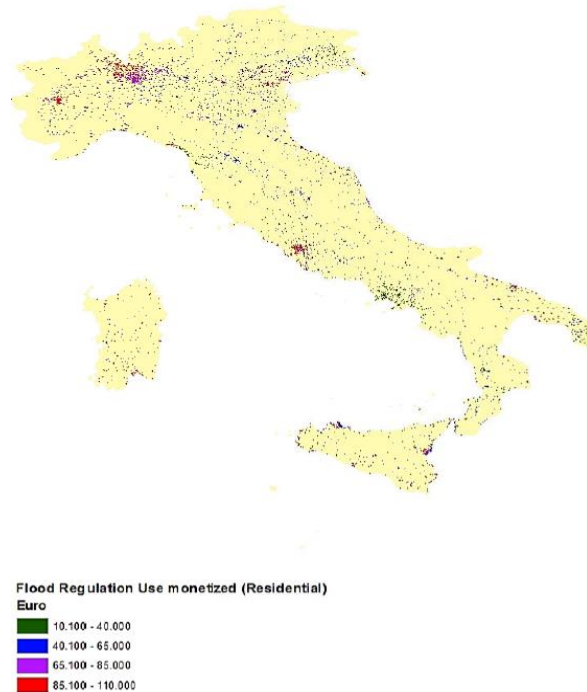 Flood Regulation Use monetized (Residential)
Euro
10.100 - 40.000
40.100 - 65.000
65.100 - 85.000
85.100 - 110.000